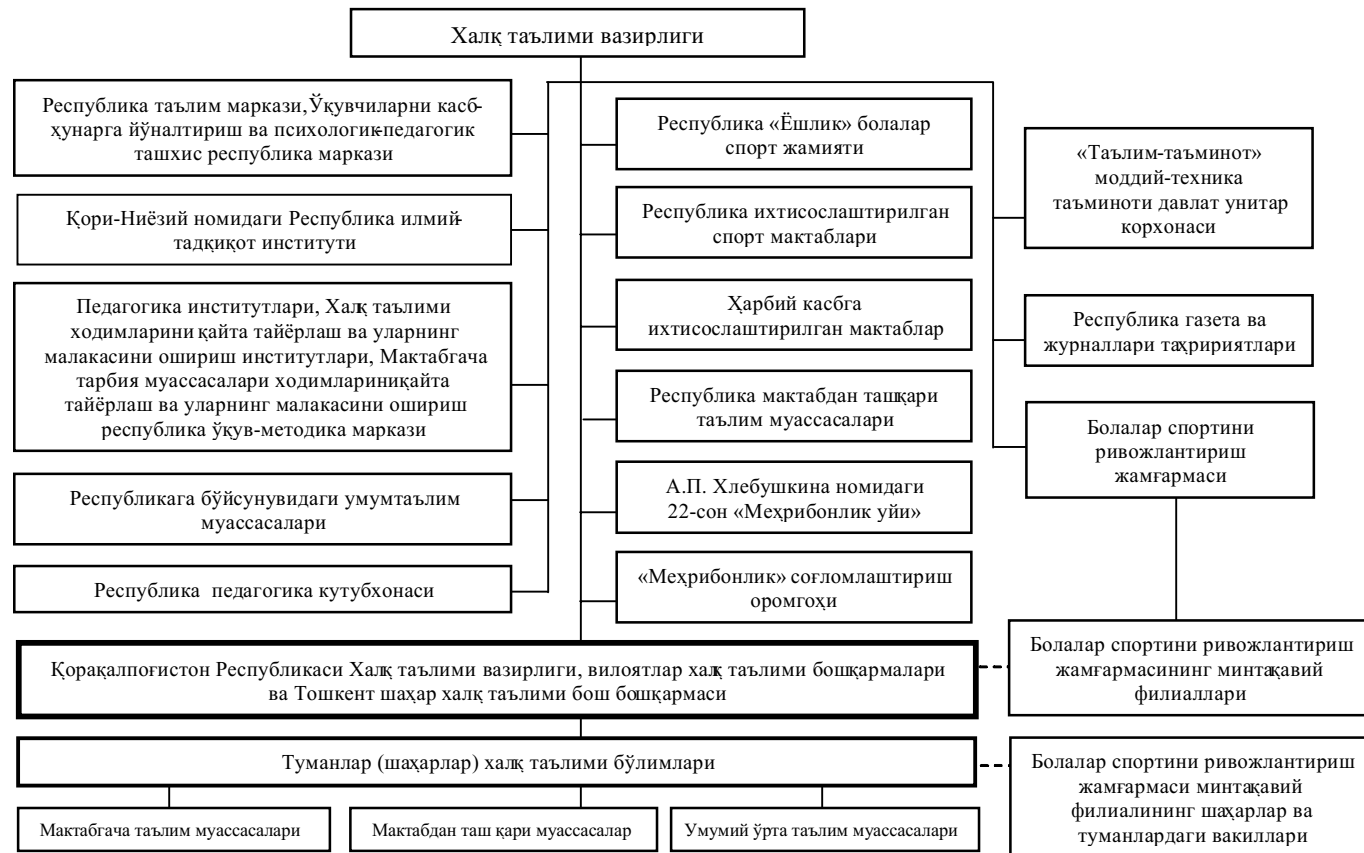 Халқ таълими вазирлиги
Республика таълим маркази, Ўқувчиларни касб-
ҳунарга йўналтириш ва психологик-педагогик
ташхис республика маркази
Қори-Ниёзий номидаги Республика илмий-
тадқиқот институти
Педагогика институтлари, Халқ таълими
ходимларини қайта тайёрлаш ва уларнинг
малакасини ошириш институтлари, Мактабгача
тарбия муассасалари ходимларини қайта
тайёрлаш ва уларнинг малакасини ошириш
республика ўқув-методика маркази
Республикага бўйсунувидаги умумтаълим
муассасалари
Республика педагогика кутубхонаси
Республика «Ёшлик» болалар
спорт жамияти
Республика ихтисослаштирилган
спорт мактаблари
Ҳарбий касбга
ихтисослаштирилган мактаблар
Республика мактабдан ташқари
таълим муассасалари
А.П. Хлебушкина номидаги
22-сон «Меҳрибонлик уйи»
«Меҳрибонлик» соғломлаштириш
оромгоҳи
«Таълим-таъминот»
моддий-техника
таъминоти давлат унитар
корхонаси
Республика газета ва
журналлари таҳририятлари
Болалар спортини
ривожлантириш
жамғармаси
Қорақалпоғистон Республикаси Халқ таълими вазирлиги, вилоятлар халқ таълими бошқармалари
ва Тошкент шаҳар халқ таълими бош бошқармаси
Болалар спортини ривожлантириш
жамғармасининг минтақавий
филиаллари
Туманлар (шаҳарлар) халқ таълими бўлимлари
Болалар спортини ривожлантириш
жамғармаси минтақавий
филиалининг шаҳарлар ва
туманлардаги вакиллари
Мактабгача таълим муассасалари
Мактабдан таш қари муассасалар
Умумий ўрта таълим муассасалари